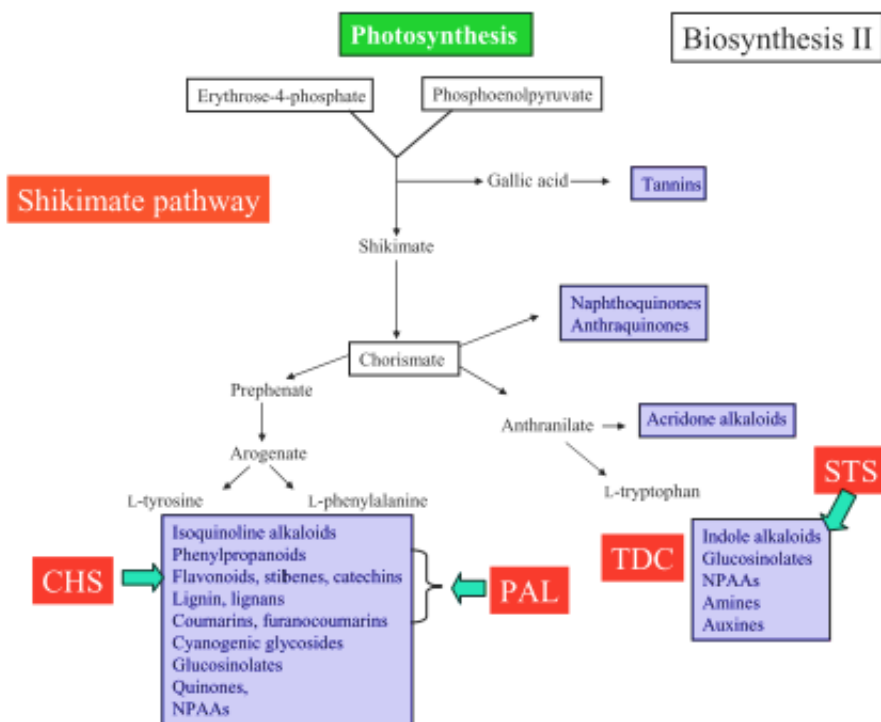 Photosynthesis
Biosynthesis II
Erythrose-4-phosphate
Phosphoenolpyruvate
Shikimate pathway
Gallic acid
Tannins
Shikimate
Naphthoquinones
Anthraquinones
Chorismate
Prephenate
Anthranilate
Acridone alkaloids
Arogenate
STS
L-tyrosine
L-phenylalanine
L-tryptophan
CHS
Isoquinoline alkaloids
Phenylpropanoids
Flavonoids, stibenes, catechins
Lignin, lignans
Coumarins, furanocoumarins
Cyanogenic glycosides
Glucosinolates
Quinones,
NPAAs
PAL
TDC
Indole alkaloids
Glucosinolates
NPAAs
Amines
Auxines